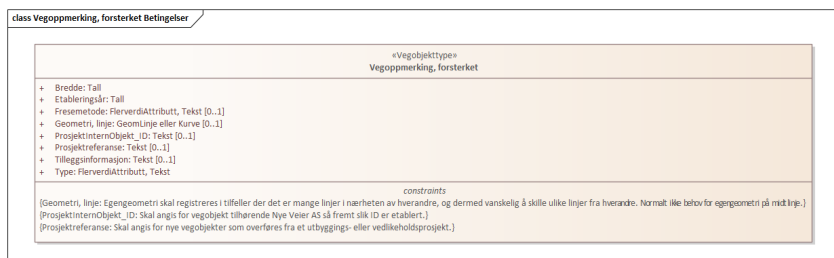 class Vegoppmerking, forsterket Betingelser
«Vegobjekttype»
Vegoppmerking, forsterket
+ Bredde: Tall
+ Etableringsår: Tall
+ Fresemetode: FlerverdiAttributt, Tekst [0..1]
+ Geometri, linje: GeomLinje eller Kurve [0..1]
+ ProsjektInternObjekt_ID: Tekst [0..1]
+ Prosjektreferanse: Tekst [0..1]
+ Tilleggsinformasjon: Tekst [0..1]
+ Type: FlerverdiAttributt, Tekst
constraints
{Geometri, linje: Egengeometri skal registreres i tilfeller der det er mange linjer i nærheten av hverandre, og dermed vanskelig å skille ulike linjer fra hverandre. Normalt ikke behov for egengeometri på midtlinje.}
{ProsjektInternObjekt_ID: Skal angis for vegobjekt tilhørende Nye Veier AS så fremt slik ID er etablert.}
{Prosjektreferanse: Skal angis for nye vegobjekter som overføres fra et utbyggings- eller vedlikeholdsprosjekt.}